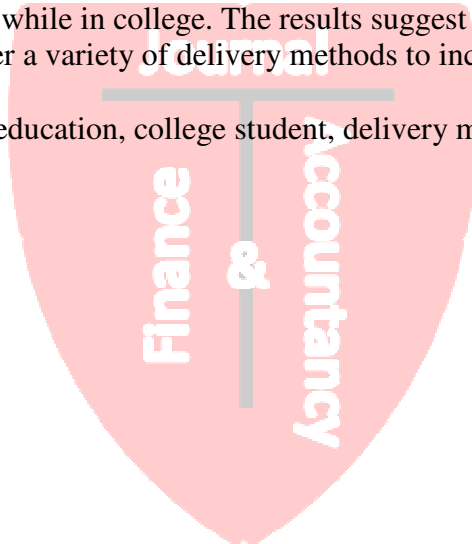 while in college. The results suggest
er a variety of delivery methods to inc
education, college student, delivery m
Journal
Finance
&
Accountancy